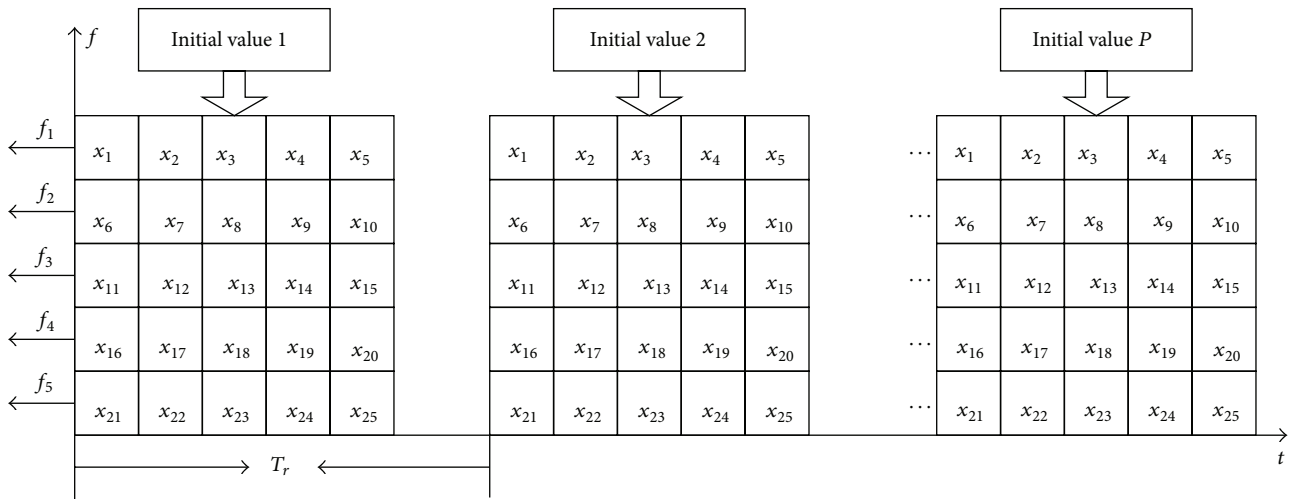 f
Initial value 1 Initial value 2 Initial value P
f₁ x₁ x₂ x₃ x₄ x₅ x₁ x₂ x₃ x₄ x₅ ⋯ x₁ x₂ x₃ x₄ x₅
f₂ x₆ x₇ x₈ x₉ x₁₀ x₆ x₇ x₈ x₉ x₁₀ ⋯ x₆ x₇ x₈ x₉ x₁₀
f₃ x₁₁ x₁₂ x₁₃ x₁₄ x₁₅ x₁₁ x₁₂ x₁₃ x₁₄ x₁₅ ⋯ x₁₁ x₁₂ x₁₃ x₁₄ x₁₅
f₄ x₁₆ x₁₇ x₁₈ x₁₉ x₂₀ x₁₆ x₁₇ x₁₈ x₁₉ x₂₀ ⋯ x₁₆ x₁₇ x₁₈ x₁₉ x₂₀
f₅ x₂₁ x₂₂ x₂₃ x₂₄ x₂₅ x₂₁ x₂₂ x₂₃ x₂₄ x₂₅ ⋯ x₂₁ x₂₂ x₂₃ x₂₄ x₂₅
t
Tᵣ